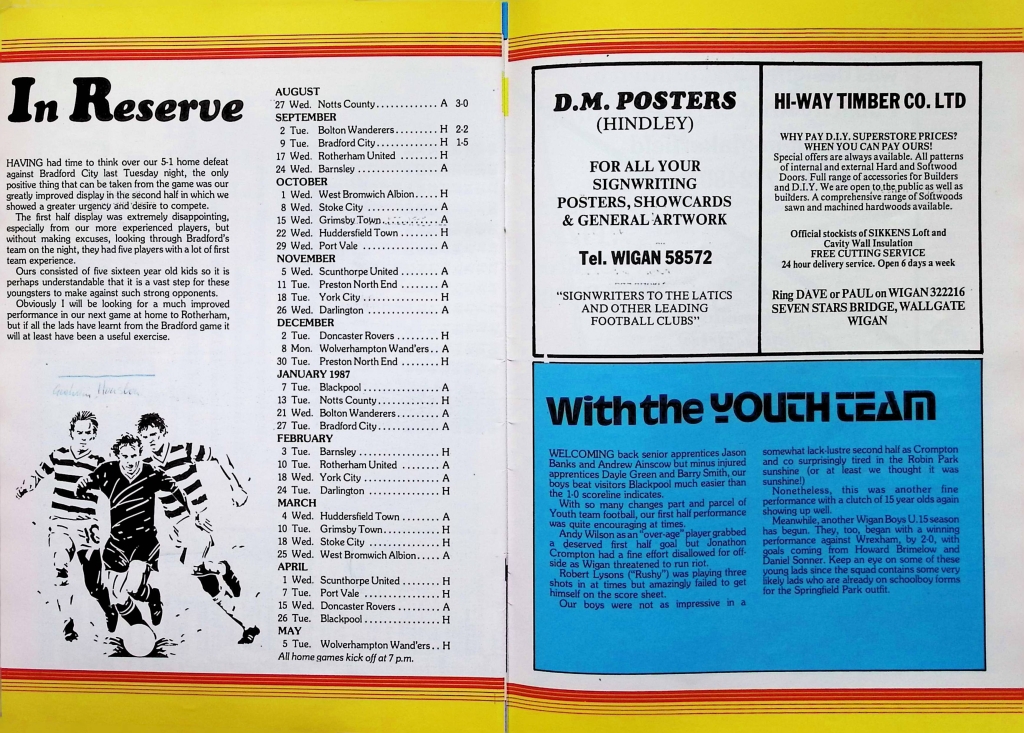 In Reserve
HAVING had time to think over our 5-1 home defeat
against Bradford City last Tuesday night, the only
positive thing that can be taken from the game was our
greatly improved display in the second half in which we
showed a greater urgency and desire to compete.
The first half display was extremely disappointing,
especially from our more experienced players, but
without making excuses, looking through Bradford's
team on the night, they had five players with a lot of first
team experience.
Ours consisted of five sixteen year old kids so it is
perhaps understandable that it is a vast step for these
youngsters to make against such strong opponents.
Obviously I will be looking for a much improved
performance in our next game at home to Rotherham,
but if all the lads have learnt from the Bradford game it
will at least have been a useful exercise.
AUGUST
27 Wed. Notts County............. A 3-0
SEPTEMBER
2 Tue. Bolton Wanderers......... H 2-2
9 Tue. Bradford City.............. H 1-5
17 Wed. Rotherham United ........ H
24 Wed. Barnsley.................. A
OCTOBER
1 Wed. West Bromwich Albion..... H
8 Wed. Stoke City ................ A
15 Wed. Grimsby Town............. A
22 Wed. Huddersfield Town ........ H
29 Wed. Port Vale ................. A
NOVEMBER
5 Wed. Scunthorpe United ........ A
11 Tue. Preston North End ........ A
18 Tue. York City .................. H
26 Wed. Darlington ................ A
DECEMBER
2 Tue. Doncaster Rovers ......... H
8 Mon. Wolverhampton Wand'ers.. A
30 Tue. Preston North End ........ H
JANUARY 1987
7 Tue. Blackpool ................. A
13 Tue. Notts County ............. H
21 Wed. Bolton Wanderers......... A
27 Tue. Bradford City.............. A
FEBRUARY
3 Tue. Barnsley .................. H
10 Tue. Rotherham United ........ A
18 Wed. York City .................. A
24 Tue. Darlington ................ H
MARCH
4 Wed. Huddersfield Town ........ A
10 Tue. Grimsby Town............. H
18 Wed. Stoke City ................ H
25 Wed. West Bromwich Albion..... A
APRIL
1 Wed. Scunthorpe United ........ H
7 Tue. Port Vale ................. H
15 Wed. Doncaster Rovers ......... A
26 Tue. Blackpool ................. H
MAY
5 Tue. Wolverhampton Wand'ers.. H
All home games kick off at 7 p.m.
D.M. POSTERS
(HINDLEY)
FOR ALL YOUR
SIGNWRITING
POSTERS, SHOWCARDS
& GENERAL ARTWORK
Tel. WIGAN 58572
"SIGNWRITERS TO THE LATICS
AND OTHER LEADING
FOOTBALL CLUBS"
HI-WAY TIMBER CO. LTD
WHY PAY D.I.Y. SUPERSTORE PRICES?
WHEN YOU CAN PAY OURS!
Special offers are always available. All patterns
of internal and external Hard and Softwood
Doors. Full range of accessories for Builders
and D.I.Y. We are open to the public as well as
builders. A comprehensive range of Softwoods
sawn and machined hardwoods available.
Official stockists of SIKKENS Loft and
Cavity Wall Insulation
FREE CUTTING SERVICE
24 hour delivery service. Open 6 days a week
Ring DAVE or PAUL on WIGAN 322216
SEVEN STARS BRIDGE, WALLGATE
WIGAN
With the YOUTH TEAM
WELCOMING back senior apprentices Jason
Banks and Andrew Ainscow but minus injured
apprentices Dayle Green and Barry Smith, our
boys beat visitors Blackpool much easier than
the 1-0 scoreline indicates.
With so many changes part and parcel of
Youth team football, our first half performance
was quite encouraging at times.
Andy Wilson as an "over-age" player grabbed
a deserved first half goal but Jonathon
Crompton had a fine effort disallowed for off-
side as Wigan threatened to run riot.
Robert Lysons ("Rushy") was playing three
shots in at times but amazingly failed to get
himself on the score sheet.
Our boys were not as impressive in a
somewhat lack-lustre second half as Crompton
and co surprisingly tired in the Robin Park
sunshine (or at least we thought it was
sunshine!)
Nonetheless, this was another fine
performance with a clutch of 15 year olds again
showing up well.
Meanwhile, another Wigan Boys U.15 season
has begun. They, too, began with a winning
performance against Wrexham, by 2-0, with
goals coming from Howard Brimelow and
Daniel Sonner. Keep an eye on some of these
young lads since the squad contains some very
likely lads who are already on schoolboy forms
for the Springfield Park outfit.